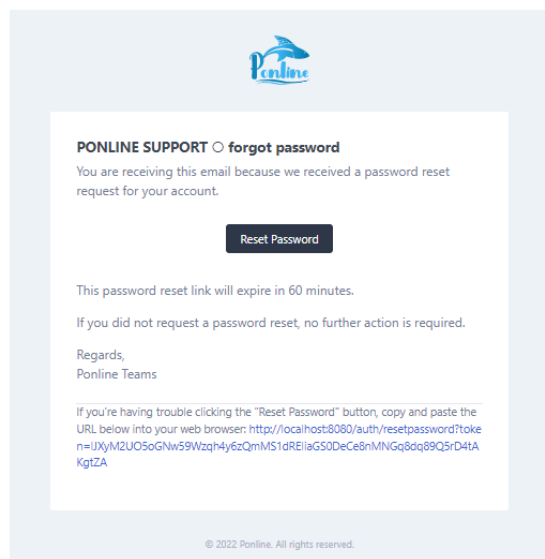 Ponline
PONLINE SUPPORT ○ forgot password
You are receiving this email because we received a password reset
request for your account.
Reset Password
This password reset link will expire in 60 minutes.
If you did not request a password reset, no further action is required.
Regards,
Ponline Teams
If you're having trouble clicking the "Reset Password" button, copy and paste the
URL below into your web browser: http://localhost:8080/auth/resetpassword?toke
n=IJXyM2UO5oGNw59Wzqh4y6zQmMS1dREliaGS0DeCe8nMNGq8dq89Q5rD4tA
KgtZA
© 2022 Ponline. All rights reserved.